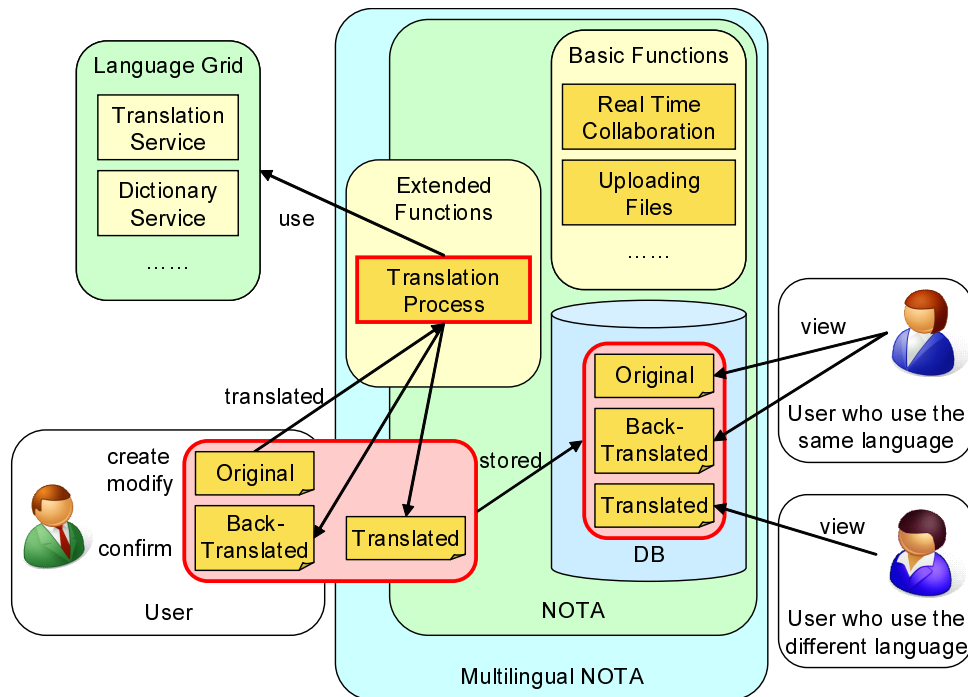 Language Grid
Translation
Service
Dictionary
Service
……
use
Extended
Functions
Translation
Process
Basic Functions
Real Time
Collaboration
Uploading
Files
……
translated
create
modify
confirm
Original
Back-
Translated
Translated
User
stored
Original
Back-
Translated
Translated
DB
NOTA
Multilingual NOTA
view
User who use the
same language
view
User who use the
different language